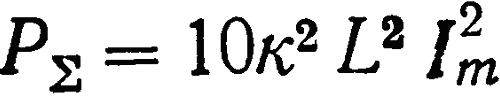 P_Σ = 10κ² L² I_m²